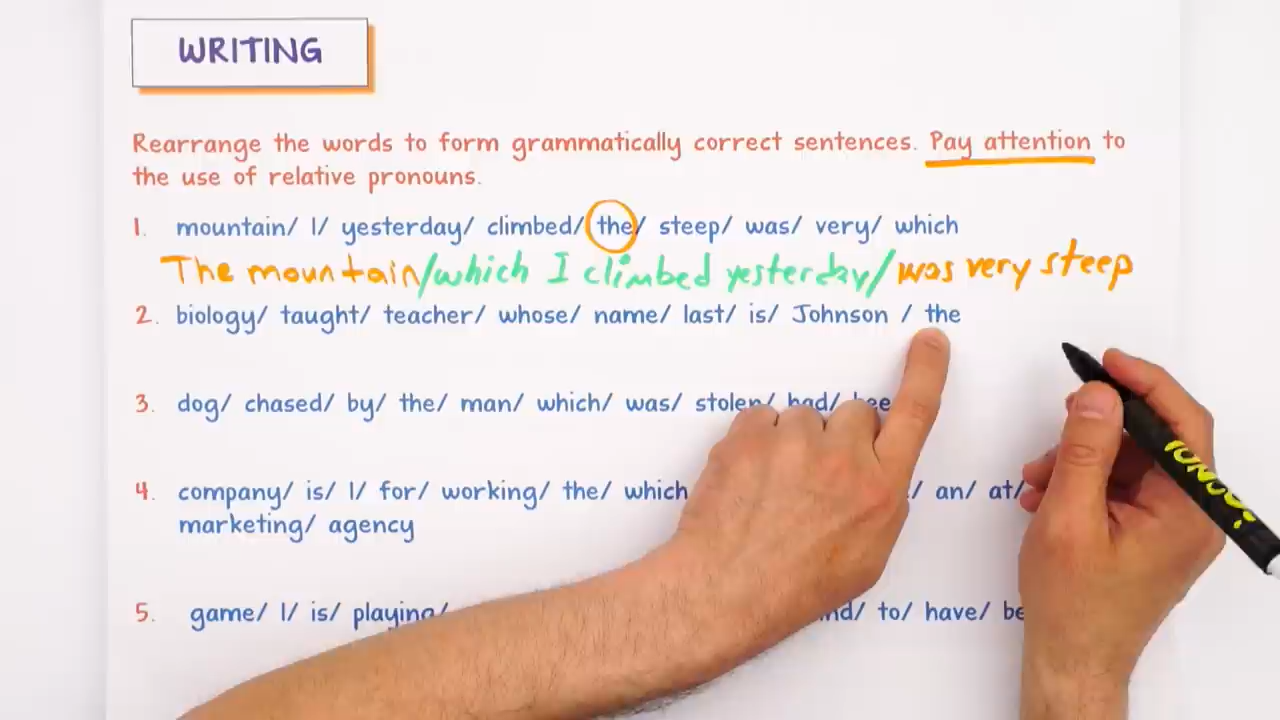 WRITING
Rearrange the words to form grammatically correct sentences. Pay attention to
the use of relative pronouns.
1. mountain/ I/ yesterday/ climbed/ the/ steep/ was/ very/ which
The mountain/which I climbed yesterday/was very steep
2. biology/ taught/ teacher/ whose/ name/ last/ is/ Johnson / the
3. dog/ chased/ by/ the/ man/ which/ was/ stolen/ had/
4. company/ is/ I/ for/ working/ the/ which / an/ at/
marketing/ agency
5. game/ I/ is/ playing/ to/ have/